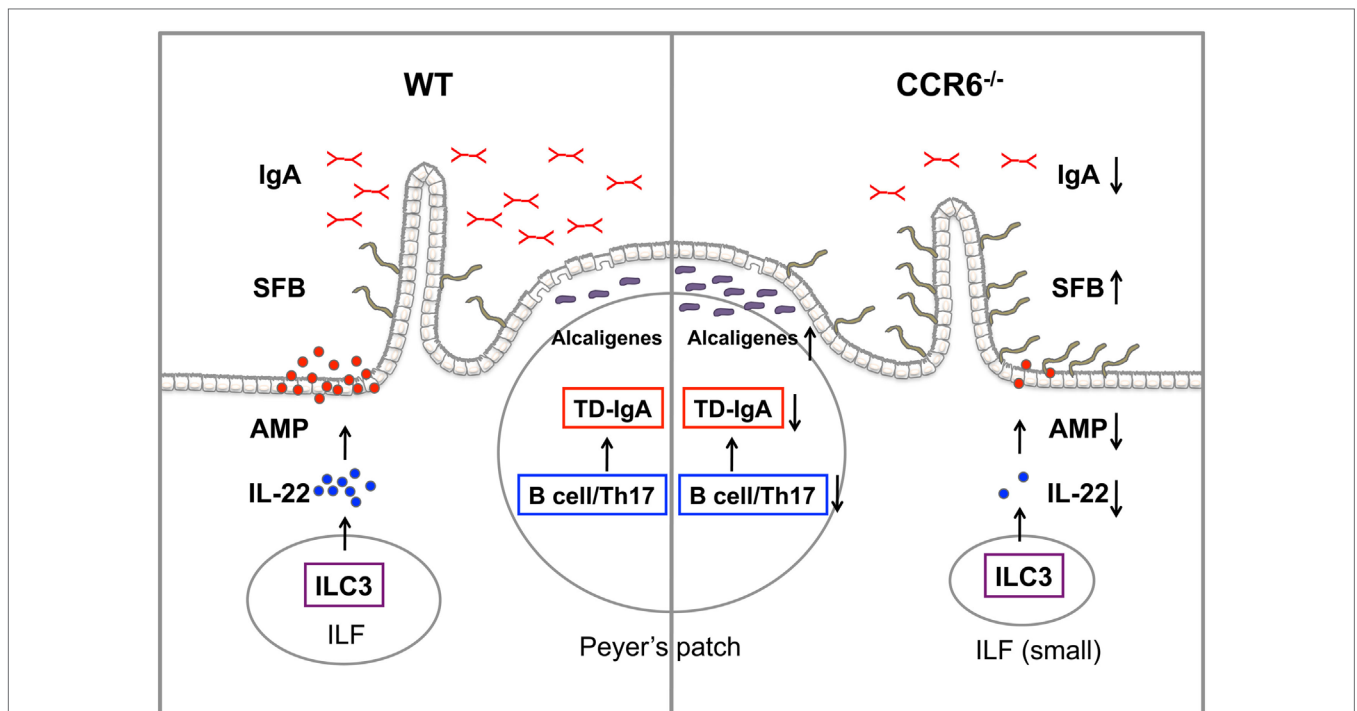 WT
CCR6-/-
IgA
IgA ↓
SFB
SFB ↑
Alcaligenes
Alcaligenes ↑
TD-IgA
TD-IgA ↓
AMP
AMP ↓
B cell/Th17
B cell/Th17 ↓
IL-22
IL-22 ↓
ILC3
ILC3
ILF
Peyer's patch
ILF (small)